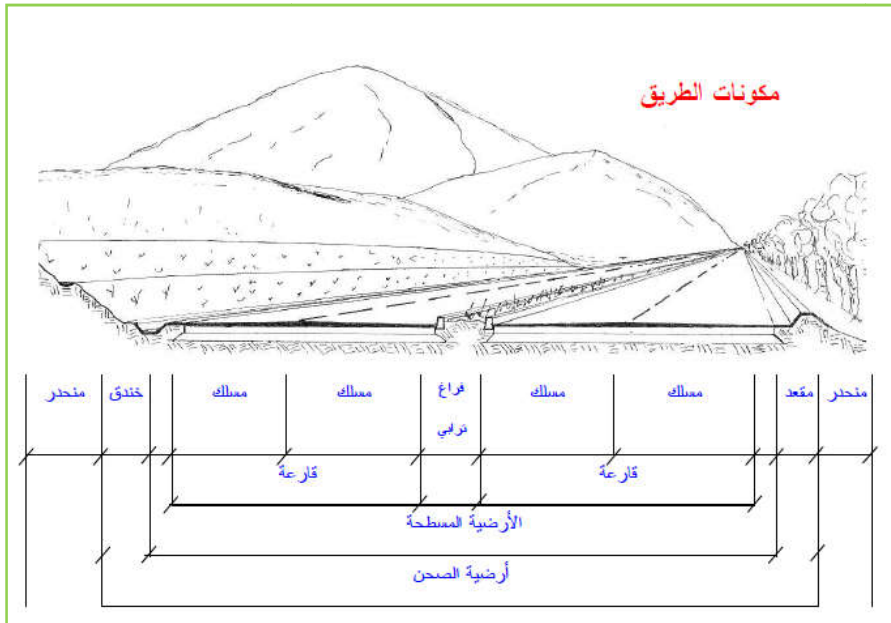 مكونات الطريق
منحدر مقعد مسلك مسلك فراغ مسلك مسلك خندق منحدر
ترابي
قارعة قارعة
الأرضية المسطحة
أرضية الصحن